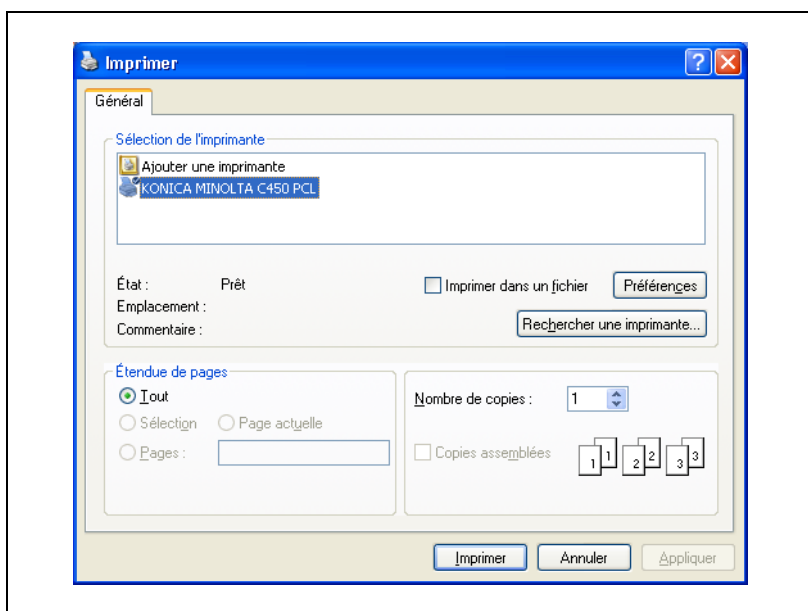 Imprimer
Général
Sélection de l'imprimante
Ajouter une imprimante
KONICA MINOLTA C450 PCL
État : Prêt
Imprimer dans un fichier Préférences
Emplacement :
Commentaire :
Rechercher une imprimante...
Étendue de pages
Tout
Sélection Page actuelle
Pages :
Nombre de copies : 1
Copies assemblées
1 1 2 2 3 3
Imprimer Annuler Appliquer